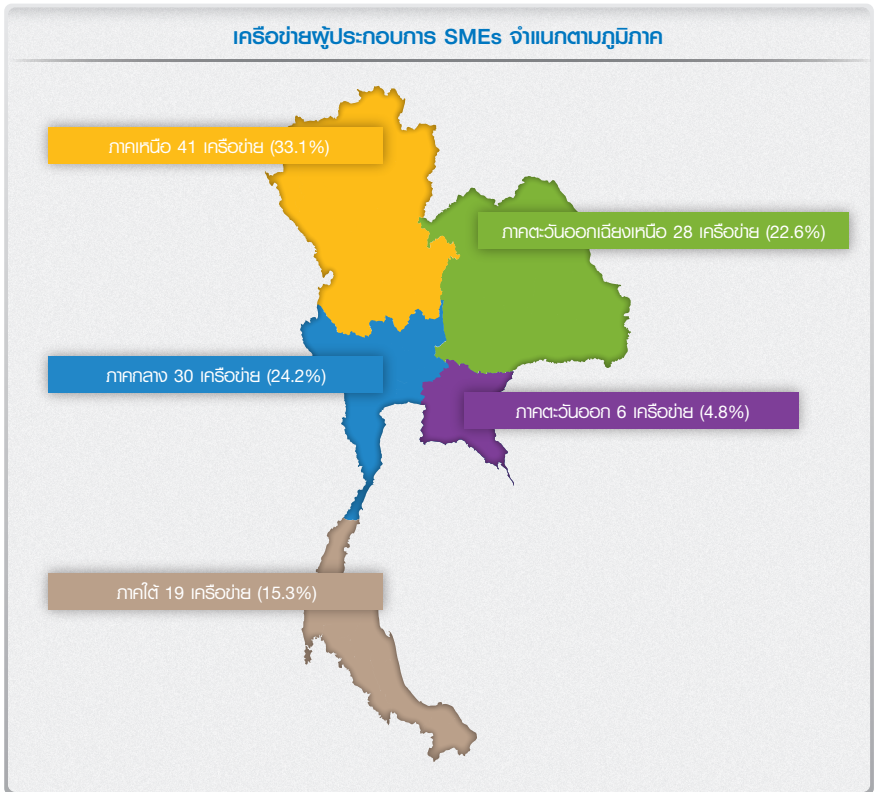 เครือข่ายผู้ประกอบการ SMEs จำแนกตามภูมิภาค
ภาคเหนือ 41 เครือข่าย (33.1%)
ภาคตะวันออกเฉียงเหนือ 28 เครือข่าย (22.6%)
ภาคกลาง 30 เครือข่าย (24.2%)
ภาคตะวันออก 6 เครือข่าย (4.8%)
ภาคใต้ 19 เครือข่าย (15.3%)